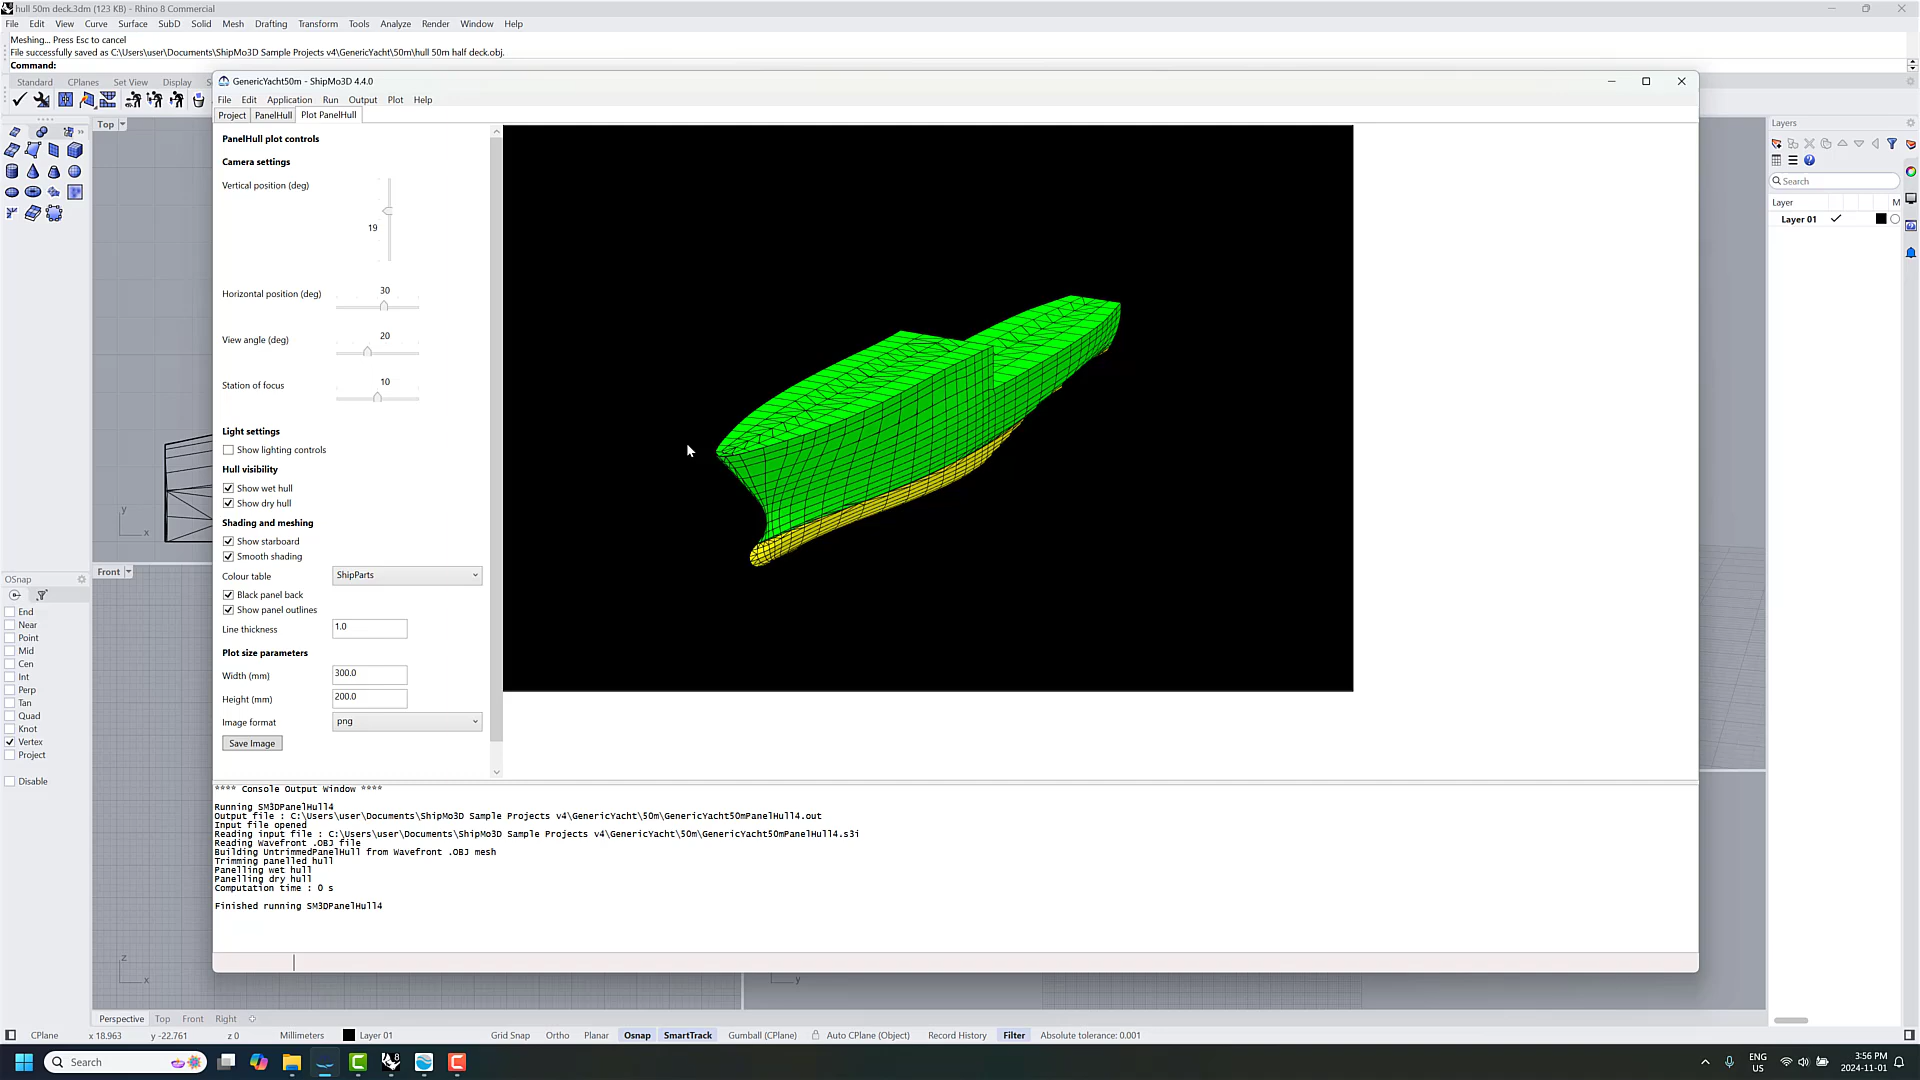 hull 50m deck.3dm (123 KB) - Rhino 8 Commercial
File Edit View Curve Surface SubD Solid Mesh Drafting Transform Tools Analyze Render Window Help
Meshing... Press Esc to cancel
File successfully saved as C:\Users\user\Documents\ShipMo3D Sample Projects v4\GenericYacht\50m\hull 50m half deck.obj.
Command:
Standard CPlanes Set View Display
GenericYacht50m - ShipMo3D 4.4.0
File Edit Application Run Output Plot Help
Project PanelHull Plot PanelHull
Top
PanelHull plot controls
Camera settings
Vertical position (deg)
19
Horizontal position (deg)
30
View angle (deg)
20
Station of focus
10
Light settings
Show lighting controls
Hull visibility
Show wet hull
Show dry hull
Shading and meshing
Show starboard
Smooth shading
Colour table
ShipParts
Black panel back
Show panel outlines
Line thickness
1.0
Plot size parameters
Width (mm)
300.0
Height (mm)
200.0
Image format
png
Save Image
Layers
Search
Layer M
Layer 01
y
x
Front
OSnap
End
Near
Point
Mid
Cen
Int
Perp
Tan
Quad
Knot
Vertex
Project
Disable
**** Console Output Window ****
Running SM3DPanelHull4
Output file : C:\Users\user\Documents\ShipMo3D Sample Projects v4\GenericYacht\50m\GenericYacht50mPanelHull4.out
Input file opened
Reading input file : C:\Users\user\Documents\ShipMo3D Sample Projects v4\GenericYacht\50m\GenericYacht50mPanelHull4.s3i
Reading Wavefront .OBJ file
Building UntrimmedPanelHull from Wavefront .OBJ mesh
Trimming panelled hull
Panelling wet hull
Panelling dry hull
Computation time : 0 s
Finished running SM3DPanelHull4
z
x
y
Perspective Top Front Right
CPlane x 18.963 y -22.761 z 0 Millimeters Layer 01 Grid Snap Ortho Planar Osnap SmartTrack Gumball (CPlane) Auto CPlane (Object) Record History Filter Absolute tolerance: 0.001
Search
ENG
US
3:56 PM
2024-11-01